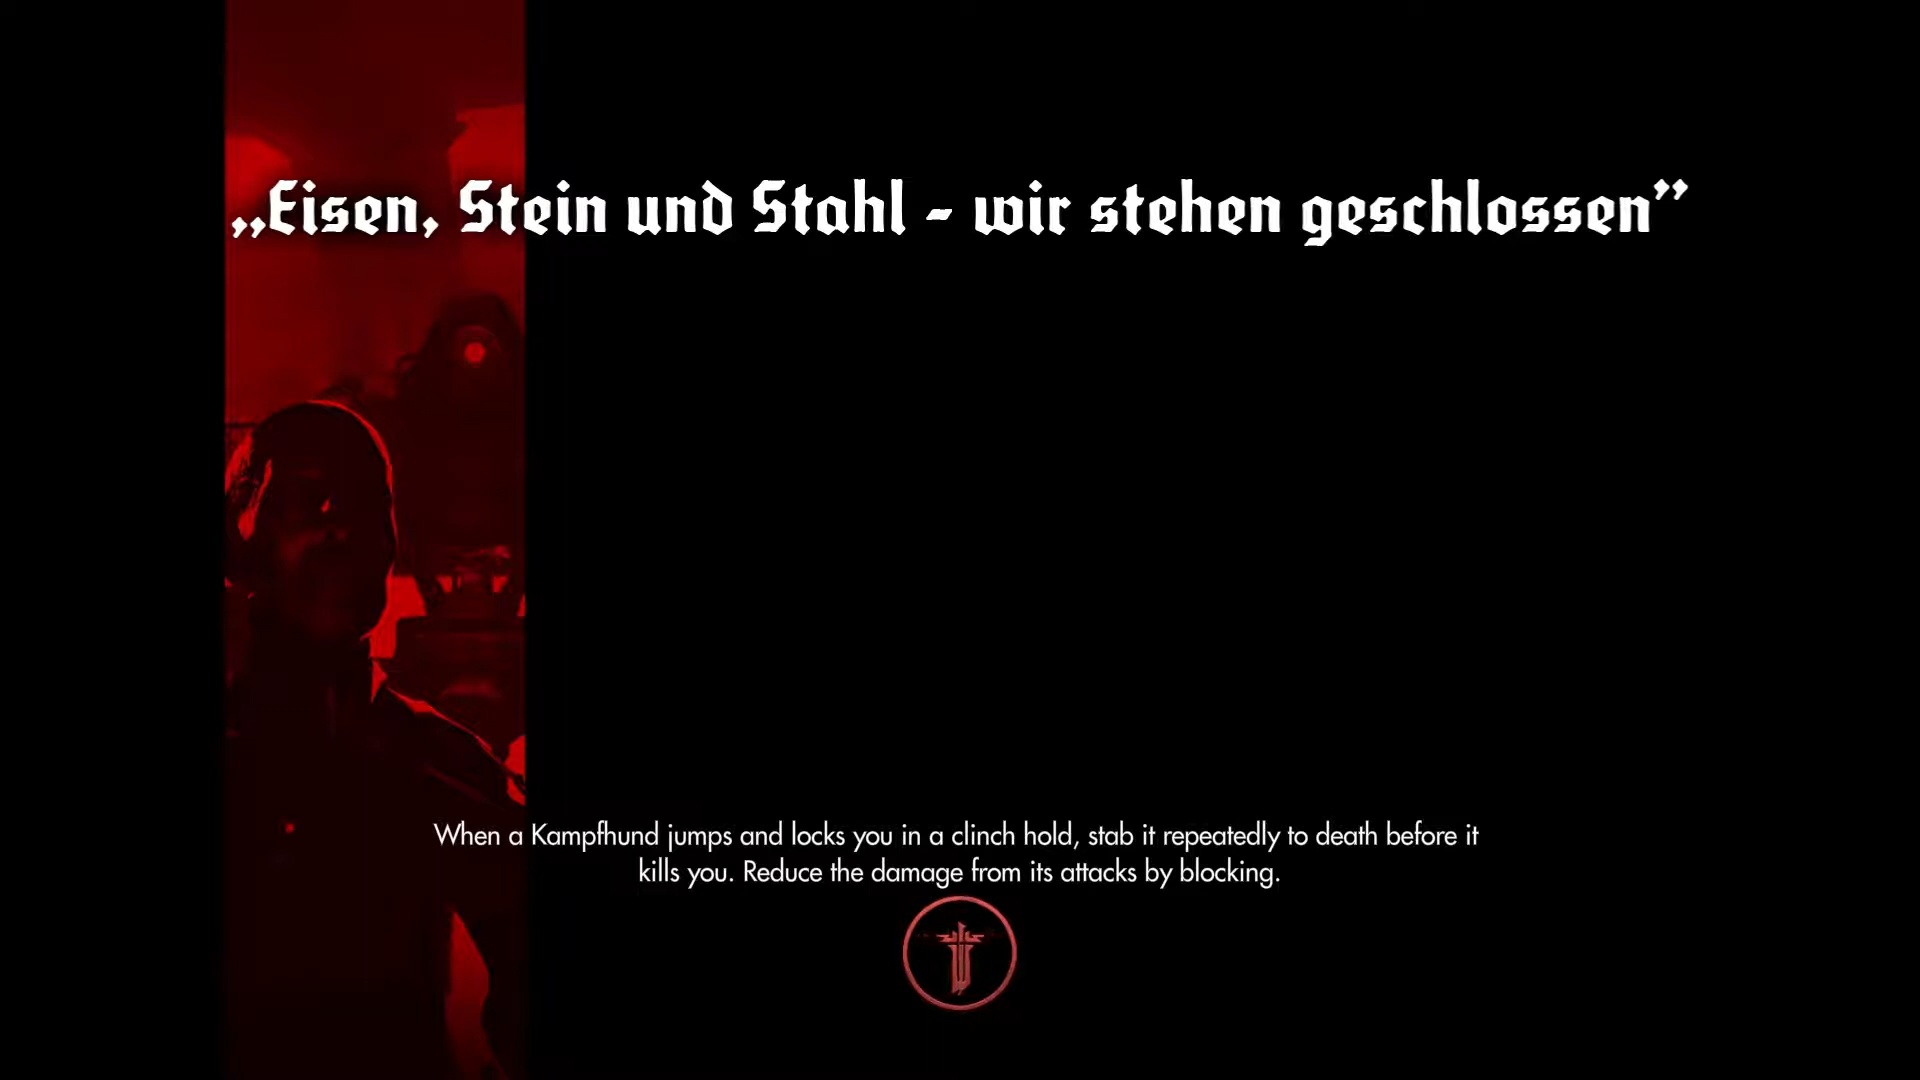 „Eisen, Stein und Stahl - wir stehen geschlossen”
When a Kampfhund jumps and locks you in a clinch hold, stab it repeatedly to death before it
kills you. Reduce the damage from its attacks by blocking.